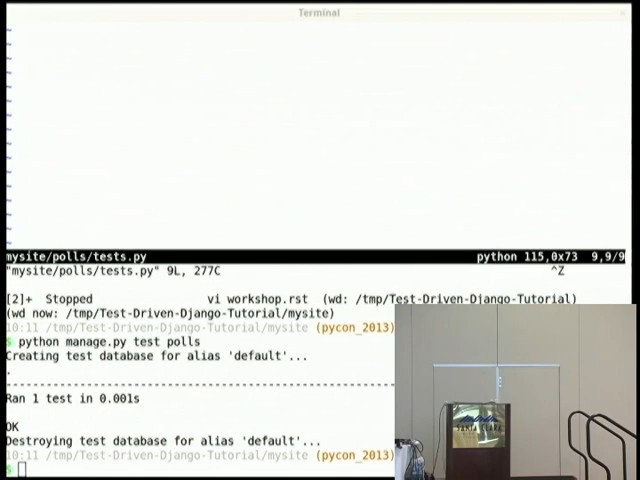 Terminal
mysite/polls/tests.py python 115,0x73 9,9/9
"mysite/polls/tests.py" 9L, 277C ^Z
[2]+ Stopped vi workshop.rst (wd: /tmp/Test-Driven-Django-Tutorial)
(wd now: /tmp/Test-Driven-Django-Tutorial/mysite)
10:11 /tmp/Test-Driven-Django-Tutorial/mysite (pycon_2013)
$ python manage.py test polls
Creating test database for alias 'default'...
.
----------------------------------------------------------------------
Ran 1 test in 0.001s
OK
Destroying test database for alias 'default'...
10:11 /tmp/Test-Driven-Django-Tutorial/mysite (pycon_2013)
$
SANTA CLARA